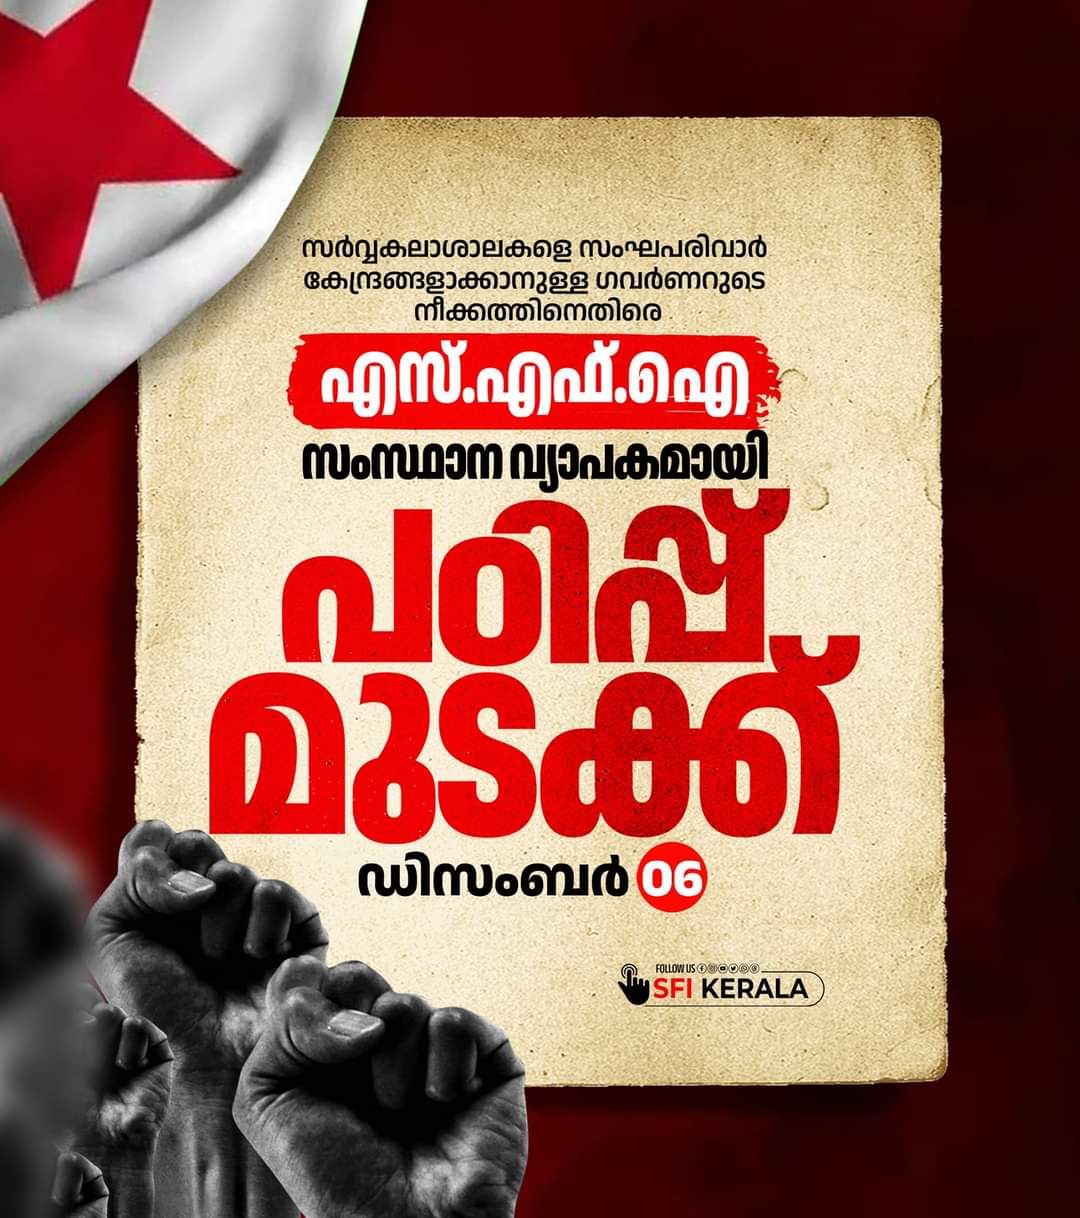 സർവ്വകലാശാലകളെ സംഘപരിവാർ
കേന്ദ്രങ്ങളാക്കാനുള്ള ഗവർണറുടെ
നീക്കത്തിനെതിരെ
എസ്.എഫ്.ഐ
സംസ്ഥാന വ്യാപകമായി
പഠിപ്പ്
മുടക്ക്
ഡിസംബർ 06
FOLLOW US
SFI KERALA